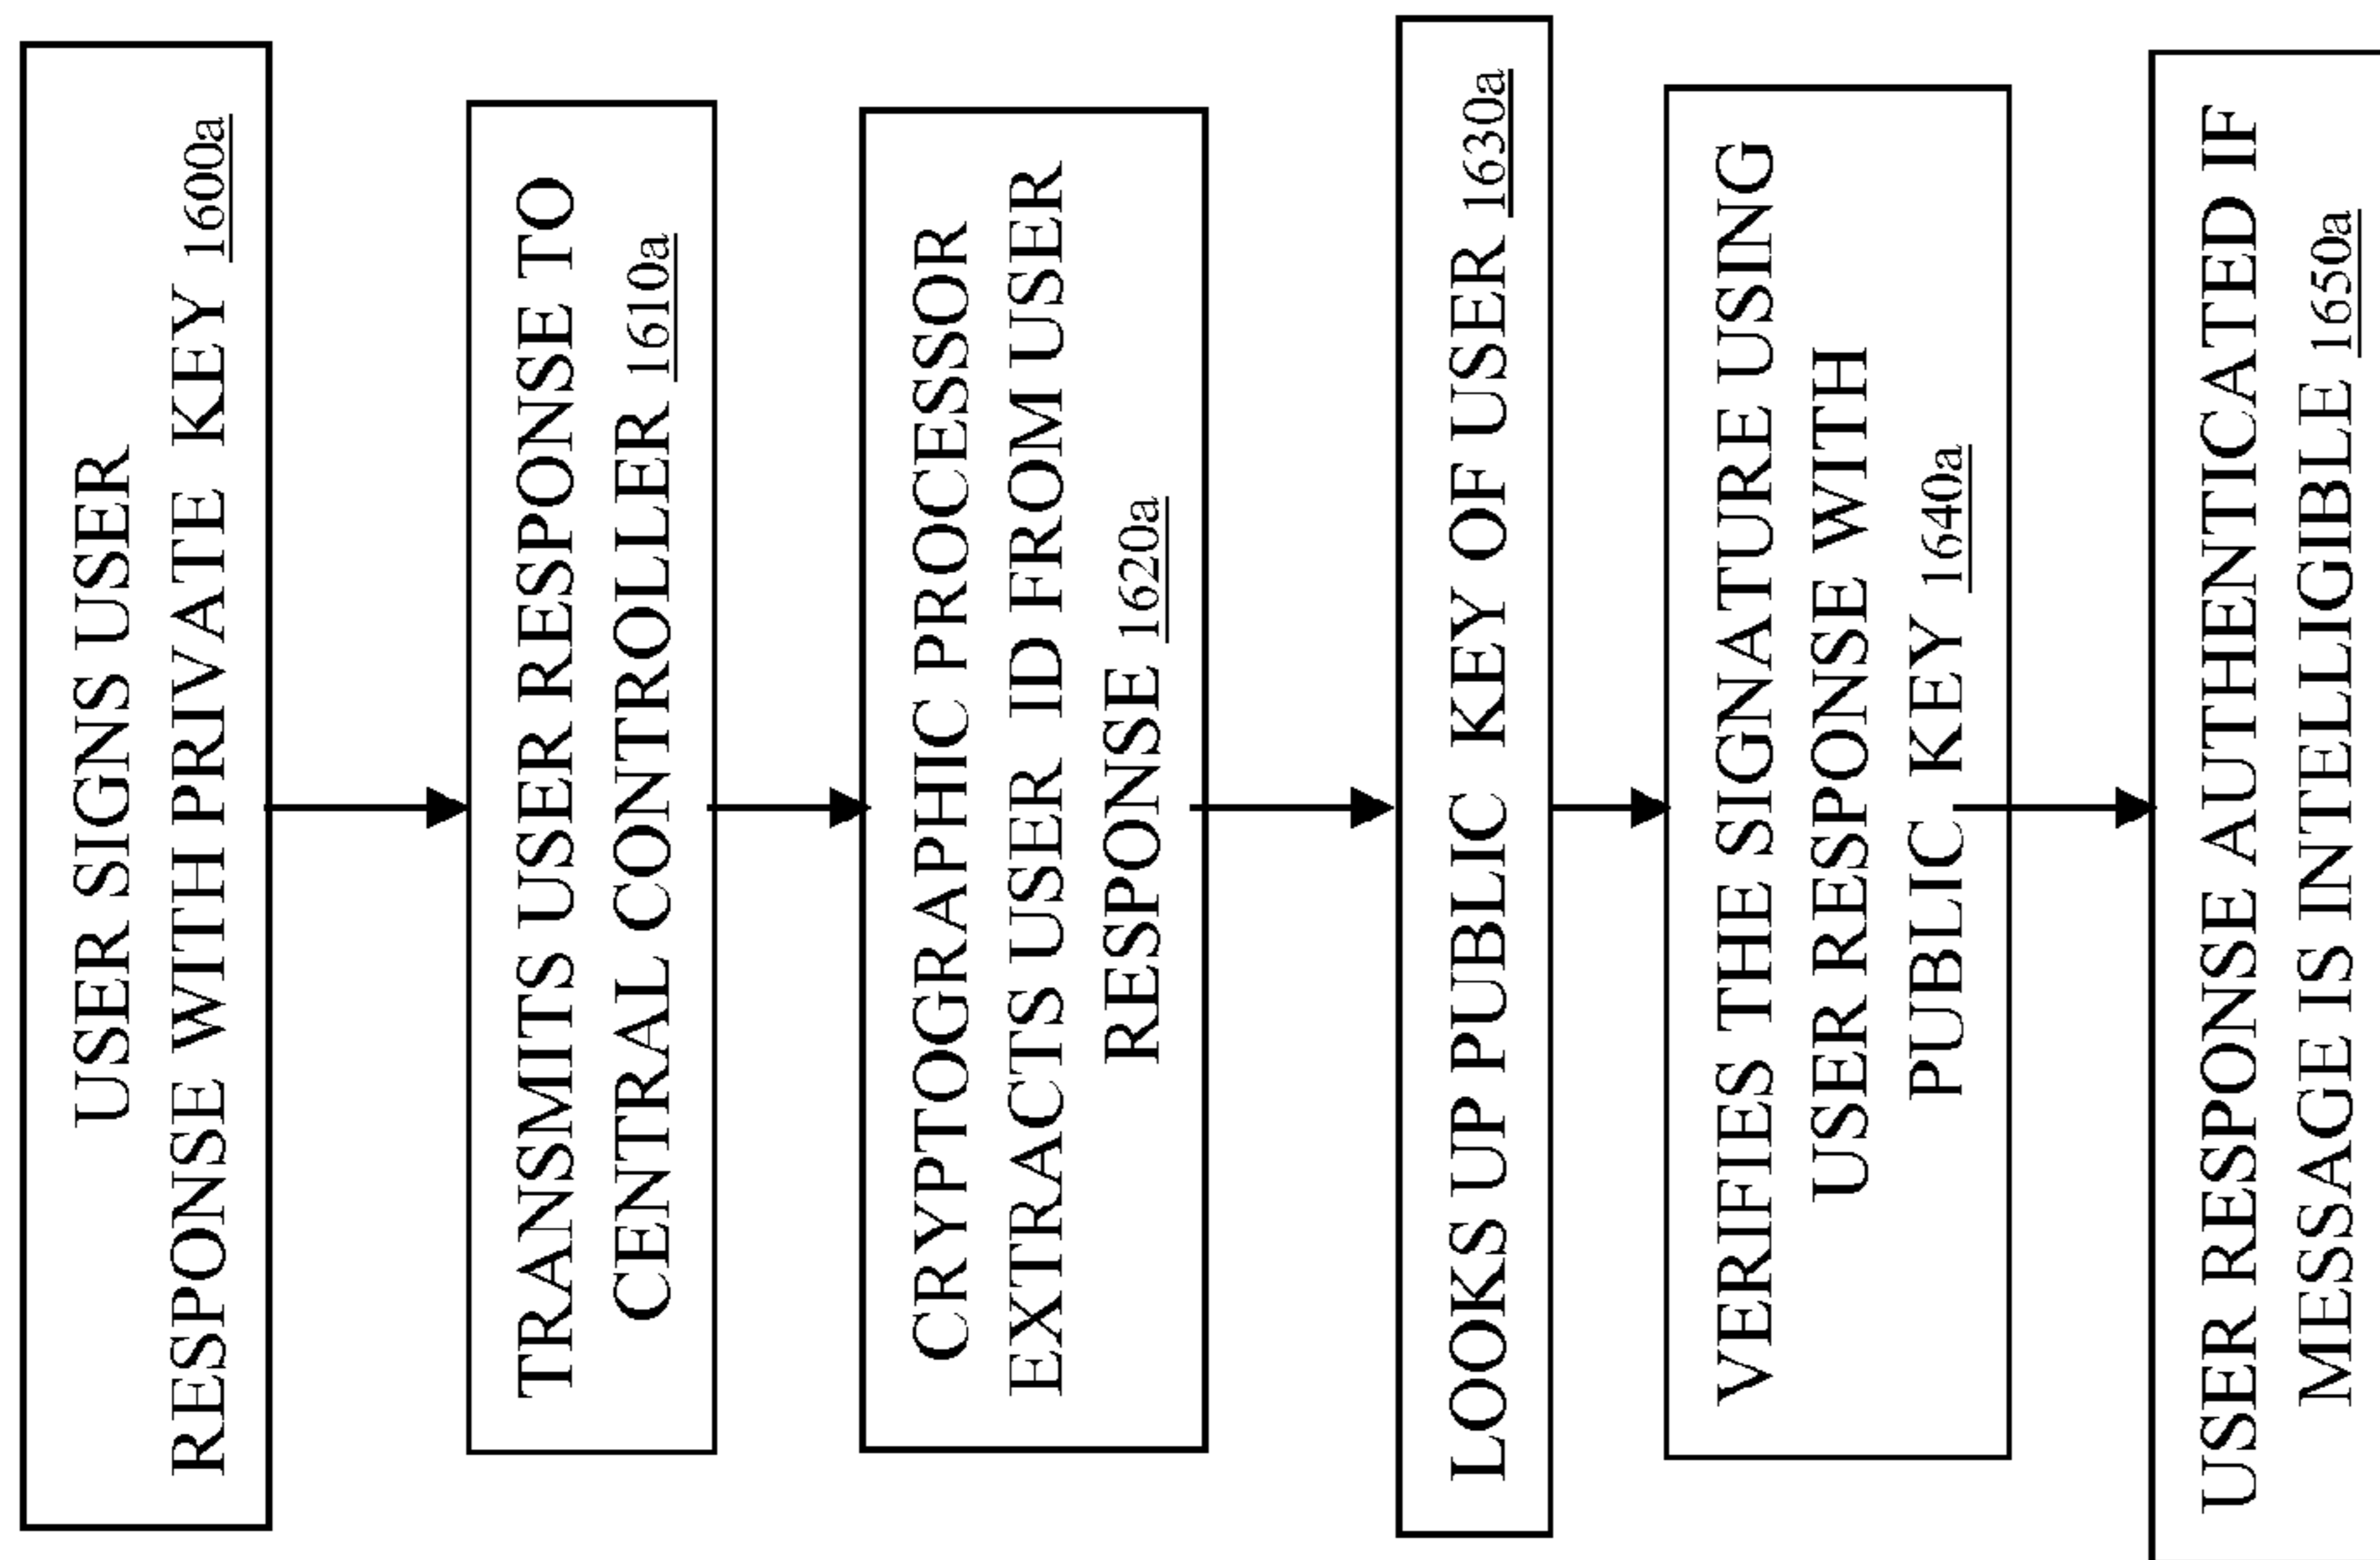 USER SIGNS USER
RESPONSE WITH PRIVATE KEY 1600a
TRANSMITS USER RESPONSE TO
CENTRAL CONTROLLER 1610a
CRYPTOGRAPHIC PROCESSOR
EXTRACTS USER ID FROM USER
RESPONSE 1620a
LOOKS UP PUBLIC KEY OF USER 1630a
VERIFIES THE SIGNATURE USING
USER RESPONSE WITH
PUBLIC KEY 1640a
USER RESPONSE AUTHENTICATED IF
MESSAGE IS INTELLIGIBLE 1650a